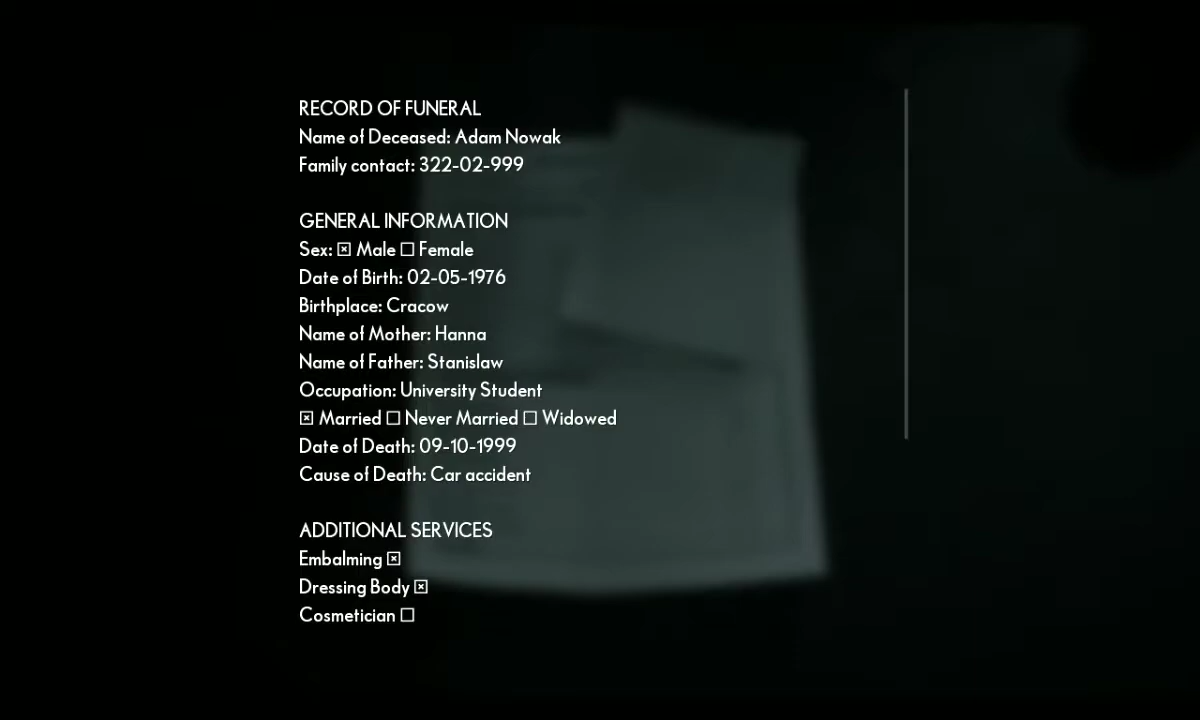 RECORD OF FUNERAL
Name of Deceased: Adam Nowak
Family contact: 322-02-999
GENERAL INFORMATION
Sex: ☒ Male ☐ Female
Date of Birth: 02-05-1976
Birthplace: Cracow
Name of Mother: Hanna
Name of Father: Stanislaw
Occupation: University Student
☒ Married ☐ Never Married ☐ Widowed
Date of Death: 09-10-1999
Cause of Death: Car accident
ADDITIONAL SERVICES
Embalming ☒
Dressing Body ☒
Cosmetician ☐